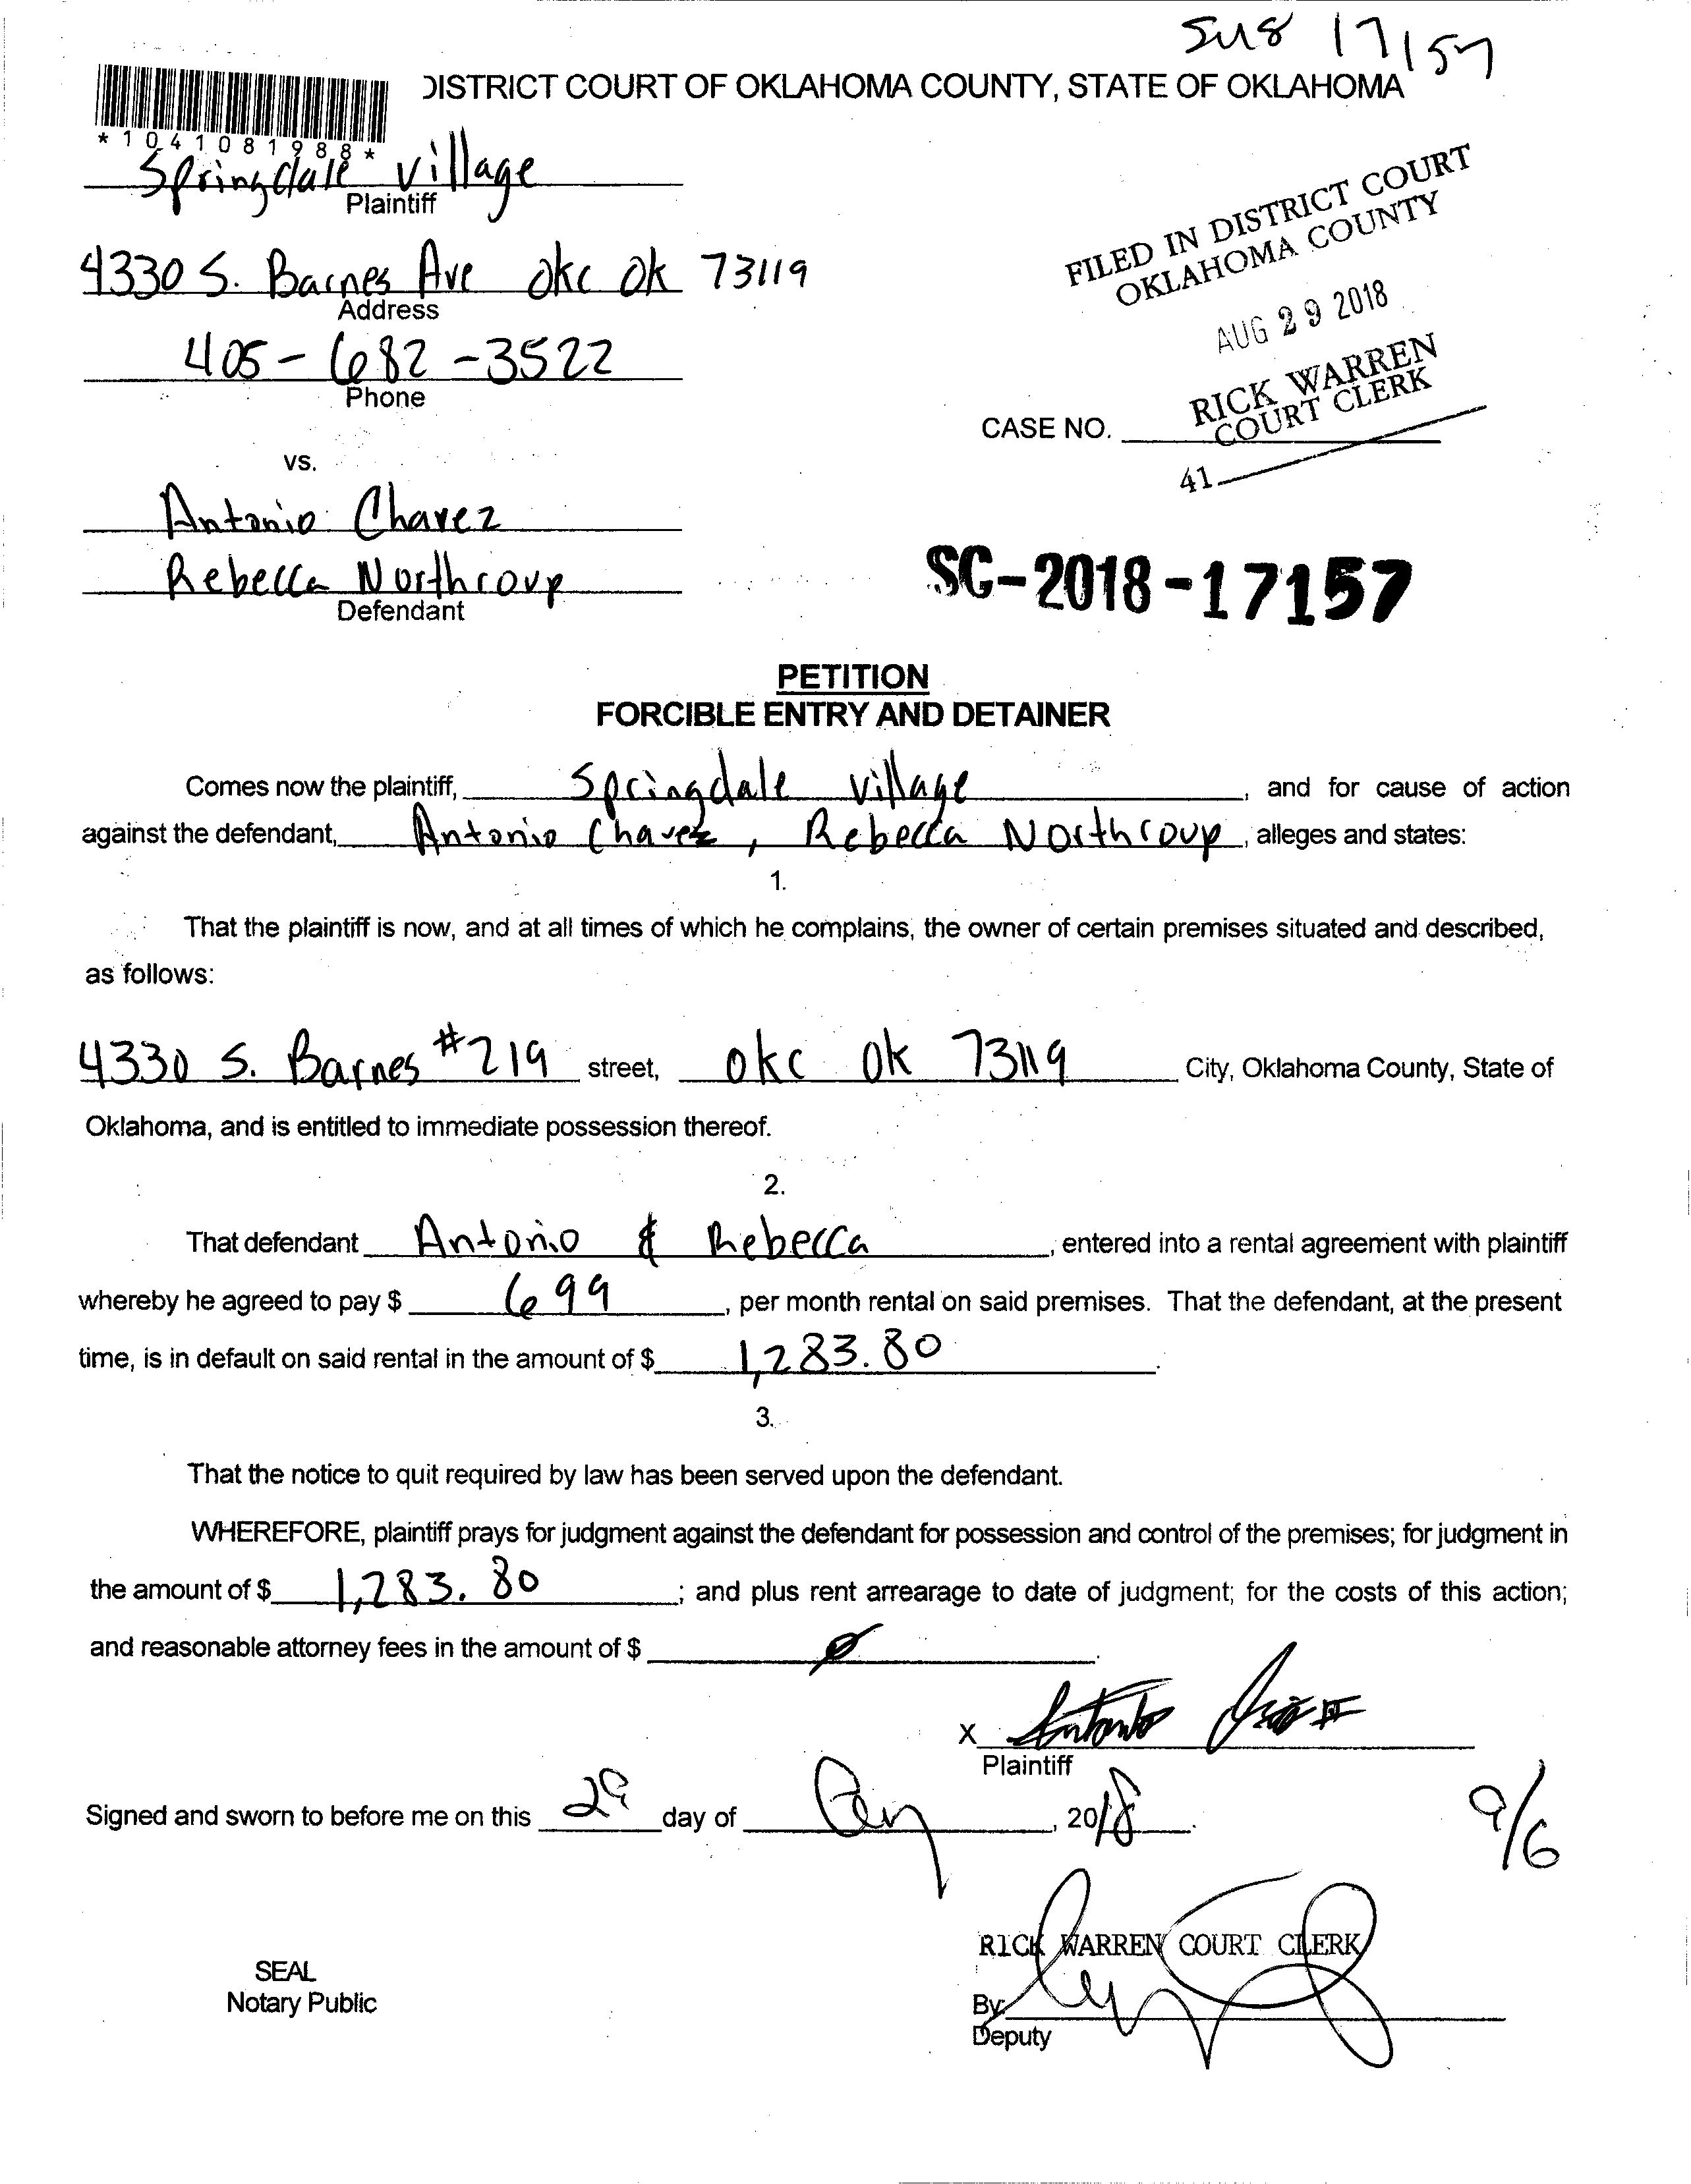 SM8 17157
DISTRICT COURT OF OKLAHOMA COUNTY, STATE OF OKLAHOMA
*1041081988*
Springdale Village
Plaintiff
4330 S. Barnes Ave okc ok 73119
Address
405-682-3522
Phone
FILED IN DISTRICT COURT
OKLAHOMA COUNTY
AUG 29 2018
RICK WARREN
COURT CLERK
CASE NO.
41
vs.
Antonio Chavez
Rebecca Northcoup
Defendant
SC-2018-17157
PETITION
FORCIBLE ENTRY AND DETAINER
Comes now the plaintiff, Springdale Village, and for cause of action
against the defendant, Antonio Chavez, Rebecca Northcoup, alleges and states:
1.
That the plaintiff is now, and at all times of which he complains, the owner of certain premises situated and described,
as follows:
4330 S. Barnes #219 street, okc ok 73119 City, Oklahoma County, State of
Oklahoma, and is entitled to immediate possession thereof.
2.
That defendant Antonio & Rebecca, entered into a rental agreement with plaintiff
whereby he agreed to pay $ 699, per month rental on said premises. That the defendant, at the present
time, is in default on said rental in the amount of $ 1,283.80.
3.
That the notice to quit required by law has been served upon the defendant.
WHEREFORE, plaintiff prays for judgment against the defendant for possession and control of the premises; for judgment in
the amount of $ 1,283.80; and plus rent arrearage to date of judgment; for the costs of this action;
and reasonable attorney fees in the amount of $ Ø.
X Antonio
Plaintiff
Signed and sworn to before me on this 29 day of Aug, 2018.
9/6
RICK WARREN COURT CLERK
SEAL
Notary Public
By:
Deputy